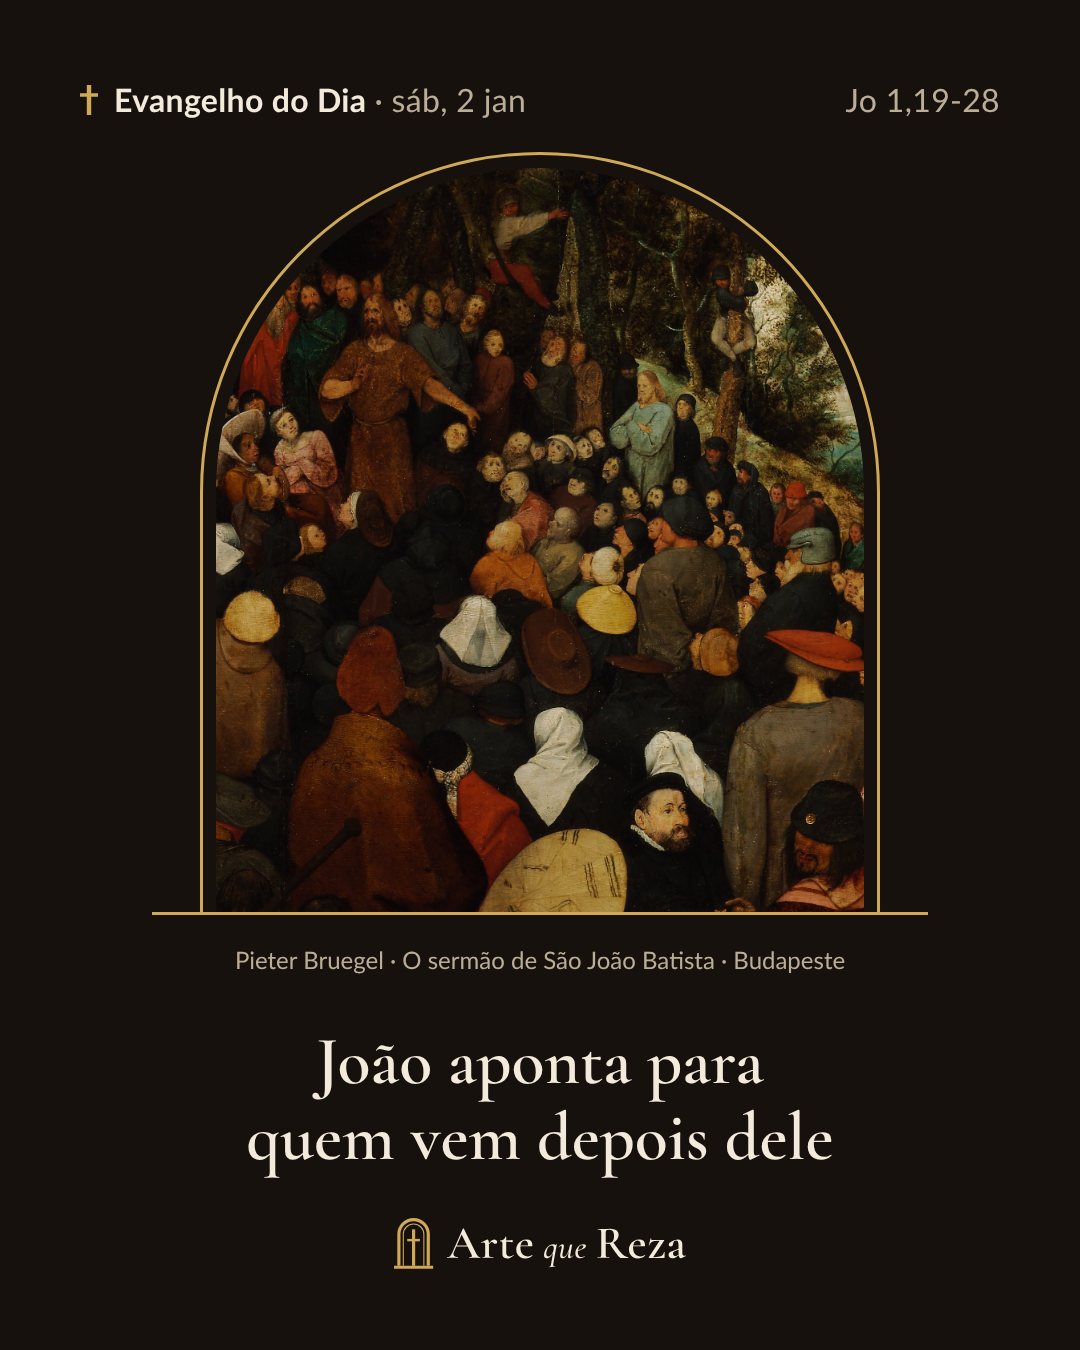 Evangelho do Dia · sáb, 2 jan
Jo 1,19-28
Pieter Bruegel · O sermão de São João Batista · Budapeste
João aponta para
quem vem depois dele
Arte que Reza